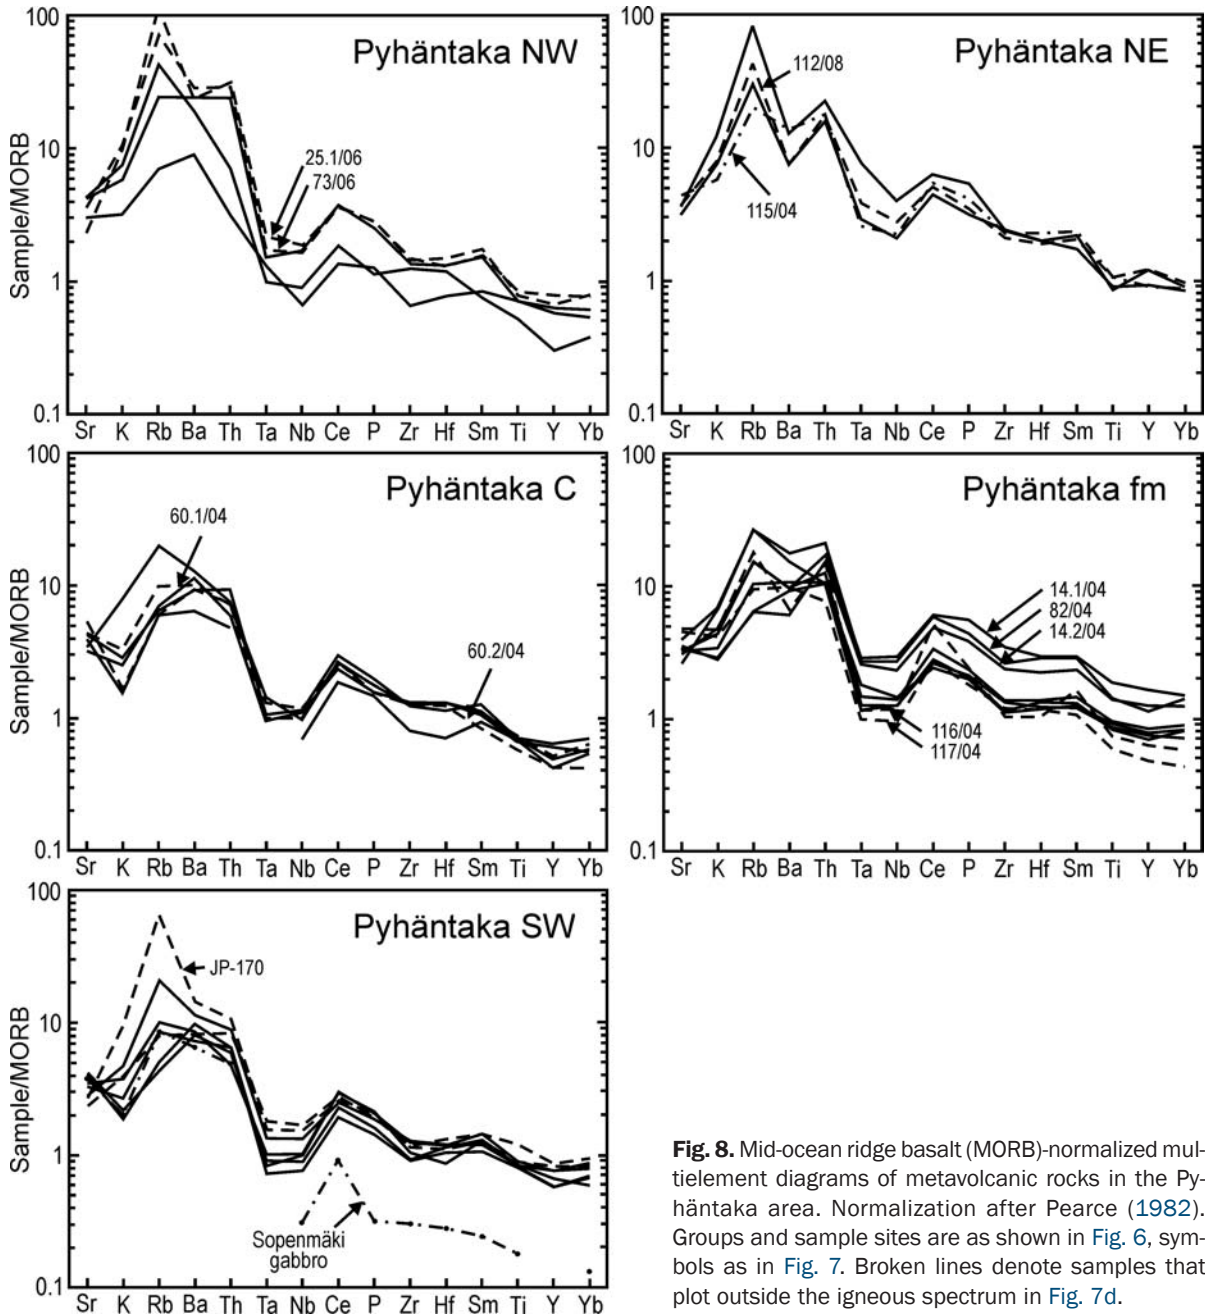 Pyhäntaka NW
100
10
1
0.1
Sample/MORB
25.1/06
73/06
Sr K Rb Ba Th Ta Nb Ce P Zr Hf Sm Ti Y Yb
Pyhäntaka NE
100
10
1
0.1
112/08
115/04
Sr K Rb Ba Th Ta Nb Ce P Zr Hf Sm Ti Y Yb
Pyhäntaka C
100
10
1
0.1
Sample/MORB
60.1/04
60.2/04
Sr K Rb Ba Th Ta Nb Ce P Zr Hf Sm Ti Y Yb
Pyhäntaka fm
100
10
1
0.1
14.1/04
82/04
14.2/04
116/04
117/04
Sr K Rb Ba Th Ta Nb Ce P Zr Hf Sm Ti Y Yb
Pyhäntaka SW
100
10
1
0.1
Sample/MORB
JP-170
Sopenmäki
gabbro
Sr K Rb Ba Th Ta Nb Ce P Zr Hf Sm Ti Y Yb
Fig. 8. Mid-ocean ridge basalt (MORB)-normalized mul-
tielement diagrams of metavolcanic rocks in the Py-
häntaka area. Normalization after Pearce (1982).
Groups and sample sites are as shown in Fig. 6, sym-
bols as in Fig. 7. Broken lines denote samples that
plot outside the igneous spectrum in Fig. 7d.